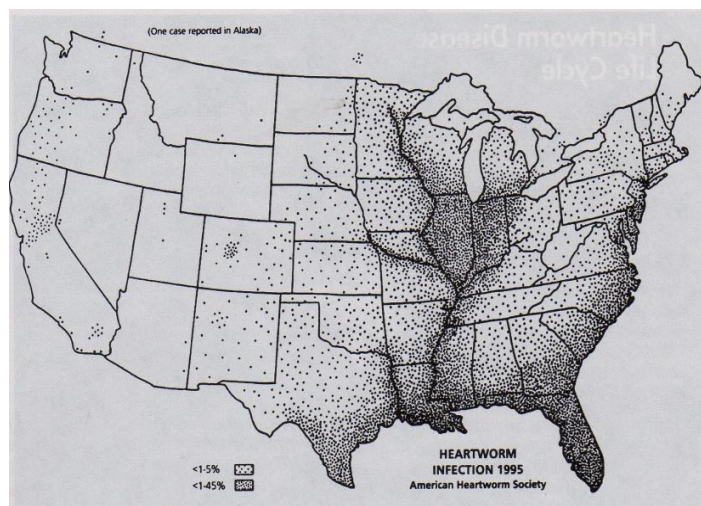 (One case reported in Alaska)
Heartworm Disease
Life Cycle
<1-5%
<1-45%
HEARTWORM
INFECTION 1995
American Heartworm Society